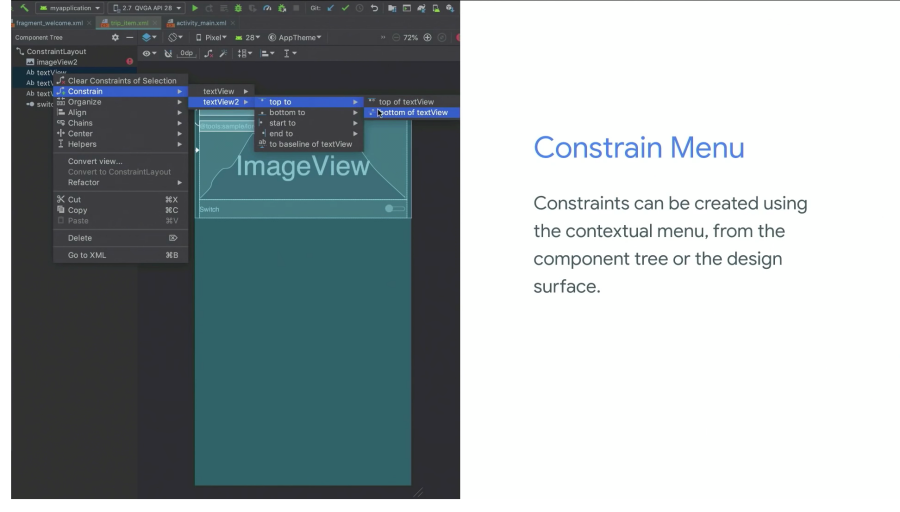 myapplication
2.7 QVGA API 28
Git:
fragment_welcome.xml
trip_item.xml
activity_main.xml
Component Tree
Pixel
28
AppTheme
72%
ConstraintLayout
0dp
imageView2
Ab textView
Ab
Ab
Clear Constraints of Selection
Constrain
Organize
Align
Chains
Center
Helpers
Convert view...
Convert to ConstraintLayout
Refactor
Cut ⌘X
Copy ⌘C
Paste ⌘V
Delete
Go to XML ⌘B
textView
textView2
top to
bottom to
start to
end to
to baseline of textView
top of textView
bottom of textView
ImageView
Switch
Constrain Menu
Constraints can be created using
the contextual menu, from the
component tree or the design
surface.